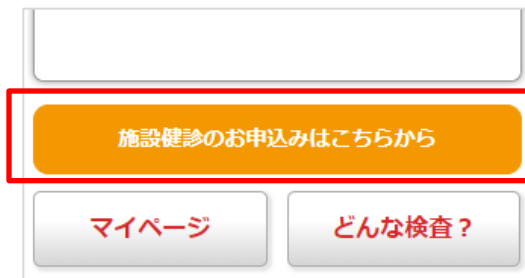 施設健診のお申込みはこちらから
マイページ
どんな検査？